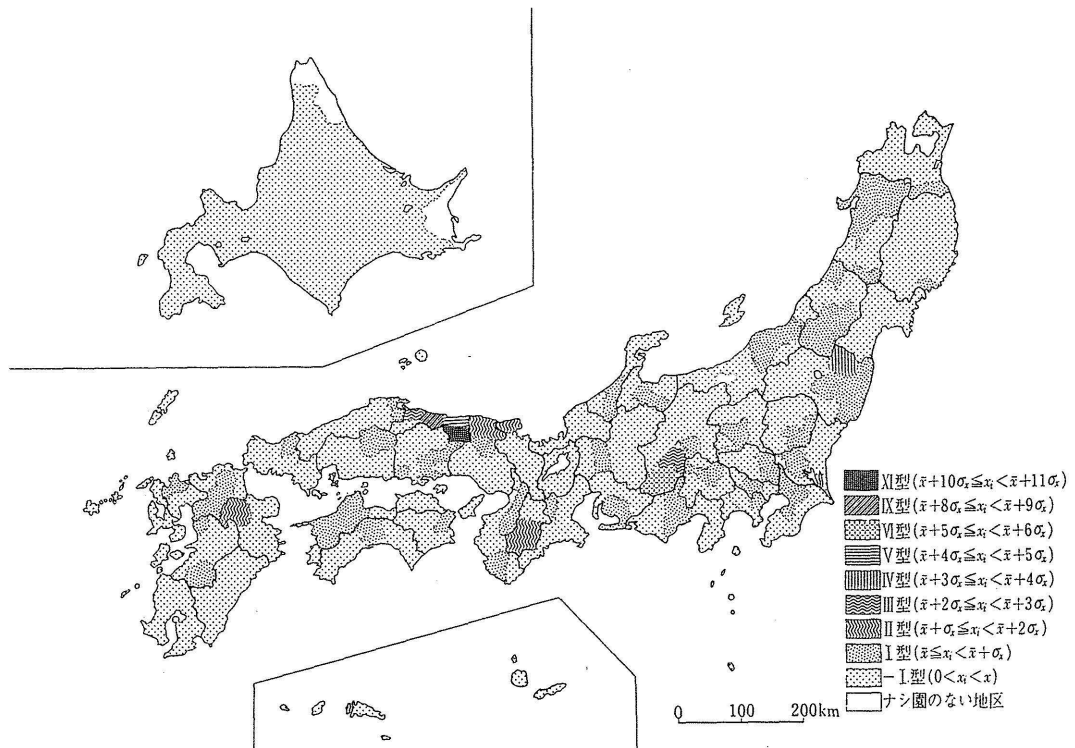 XI型(x̄+10σx≦xi<x̄+11σx)
IX型(x̄+8σx≦xi<x̄+9σx)
VI型(x̄+5σx≦xi<x̄+6σx)
V型(x̄+4σx≦xi<x̄+5σx)
IV型(x̄+3σx≦xi<x̄+4σx)
III型(x̄+2σx≦xi<x̄+3σx)
II型(x̄+σx≦xi<x̄+2σx)
I型(x̄≦xi<x̄+σx)
−I型(0<xi<x)
ナシ園のない地区
0 100 200km